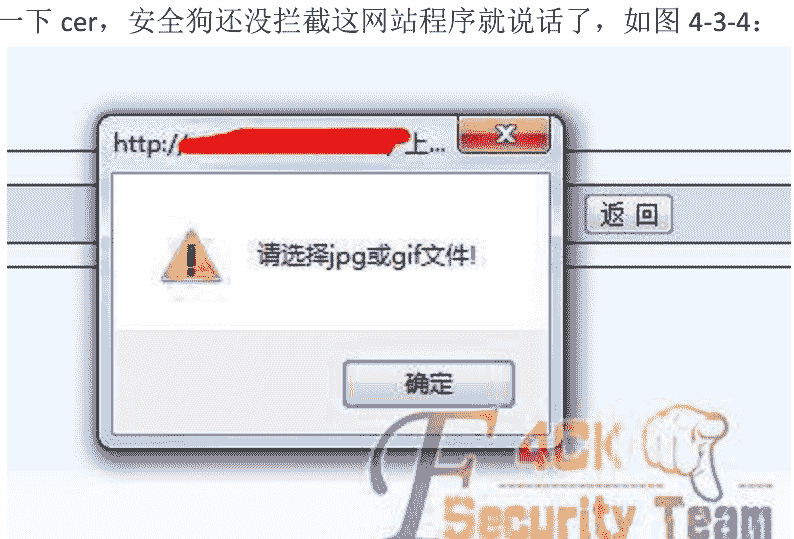 一下 cer，安全狗还没拦截这网站程序就说话了，如图 4-3-4：
http://
上...
x
返 回
请选择jpg或gif文件!
确定
F4CK
Security Team